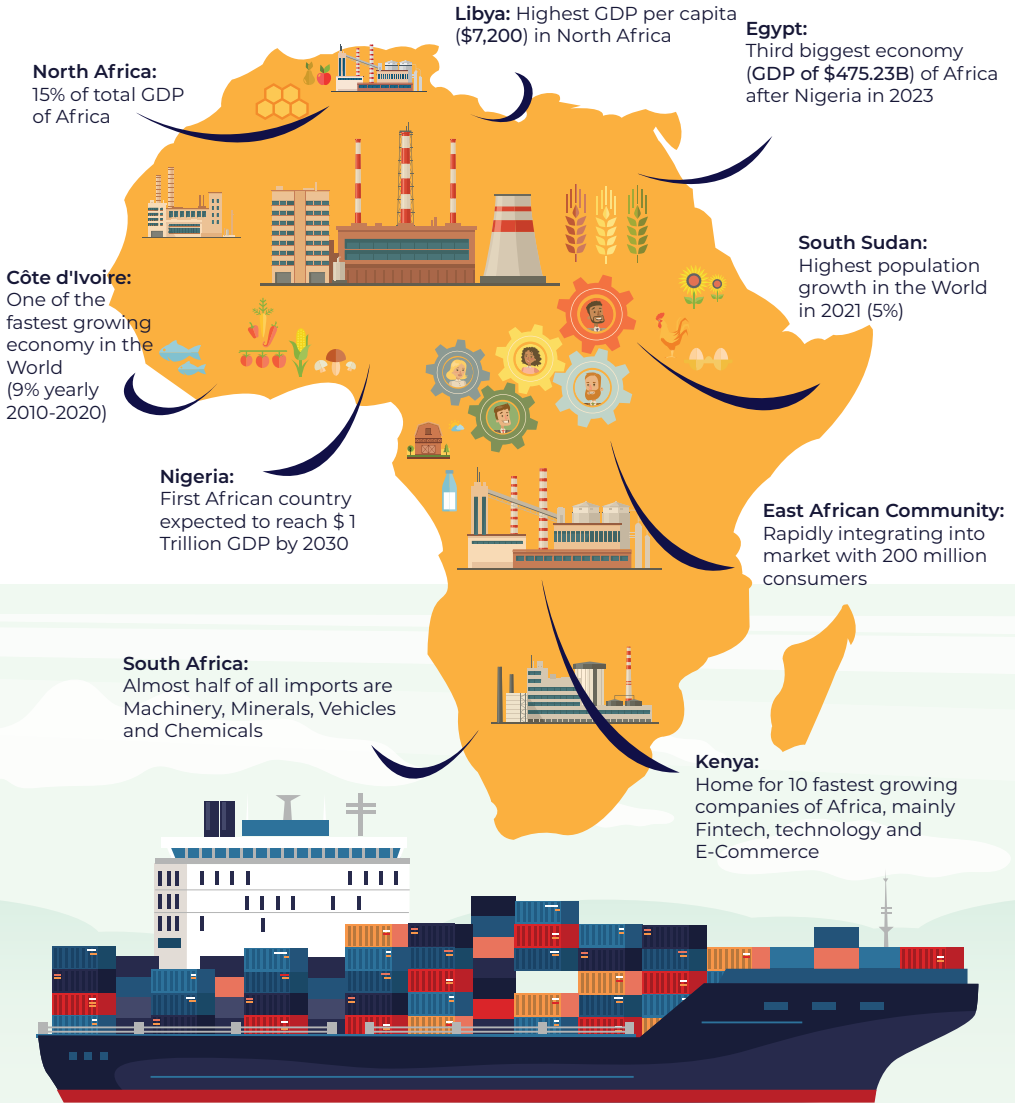 Libya: Highest GDP per capita
($7,200) in North Africa
Egypt:
Third biggest economy
(GDP of $475.23B) of Africa
after Nigeria in 2023
North Africa:
15% of total GDP
of Africa
South Sudan:
Highest population
growth in the World
in 2021 (5%)
Côte d'Ivoire:
One of the
fastest growing
economy in the
World
(9% yearly
2010-2020)
Nigeria:
First African country
expected to reach $ 1
Trillion GDP by 2030
East African Community:
Rapidly integrating into
market with 200 million
consumers
South Africa:
Almost half of all imports are
Machinery, Minerals, Vehicles
and Chemicals
Kenya:
Home for 10 fastest growing
companies of Africa, mainly
Fintech, technology and
E-Commerce